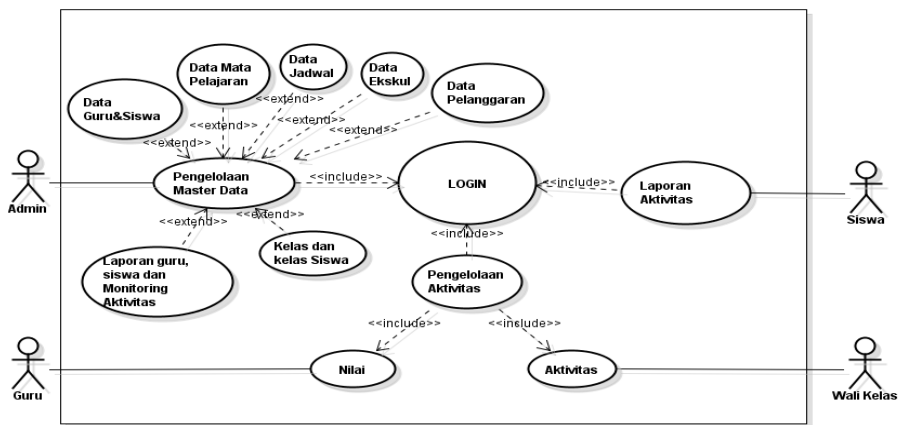 Data Mata
Pelajaran
Data
Jadwal
Data
Ekskul
Data
Pelanggaran
Data
Guru&Siswa
<<extend>>
<<extend>>
<<extend>>
<<extend>>
<<extend>>
Pengelolaan
Master Data
<<include>>
LOGIN
<<include>>
Laporan
Aktivitas
Admin
Siswa
<<extend>>
<<extend>>
<<include>>
Laporan guru,
siswa dan
Monitoring
Aktivitas
Kelas dan
kelas Siswa
Pengelolaan
Aktivitas
<<include>>
<<include>>
Nilai
Aktivitas
Guru
Wali Kelas